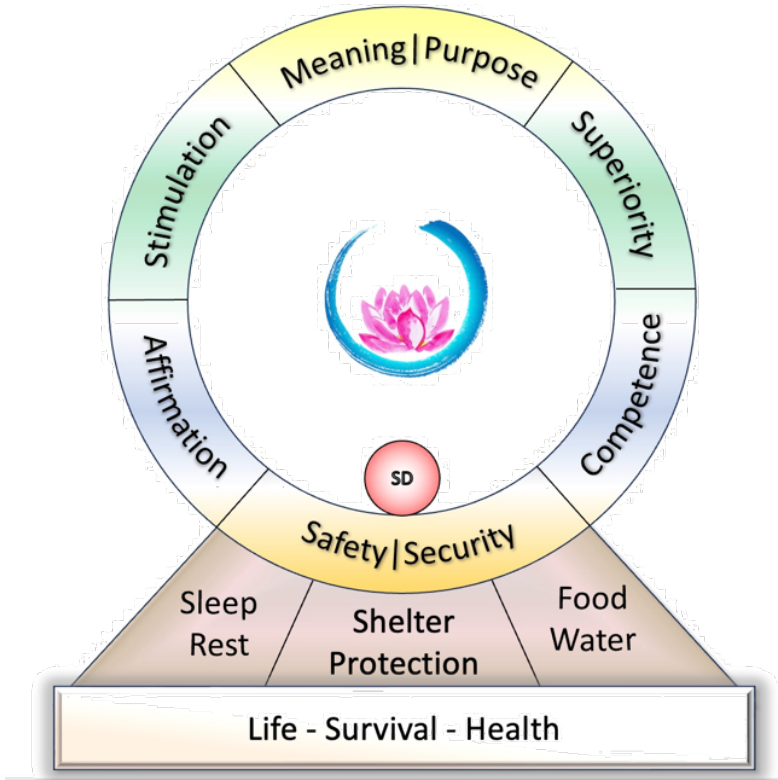 Meaning|Purpose
Stimulation
Superiority
Affirmation
Competence
SD
Safety|Security
Sleep
Rest
Shelter
Protection
Food
Water
Life - Survival - Health